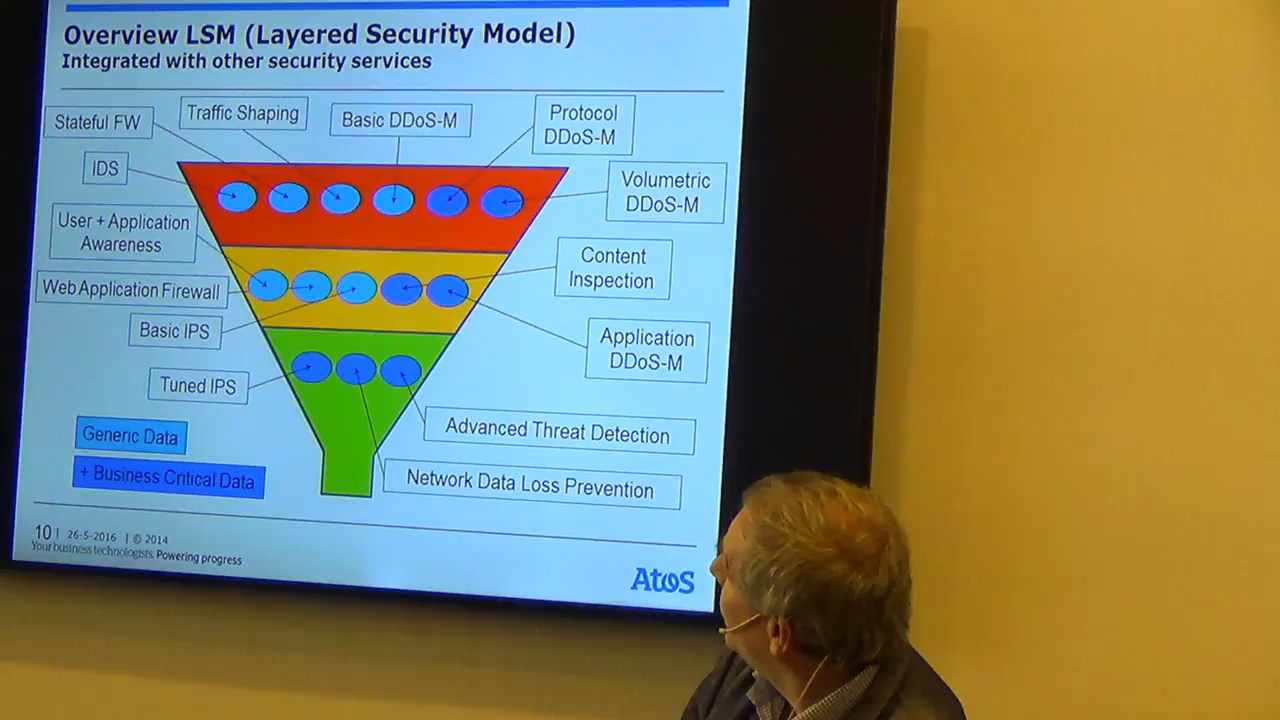 Overview LSM (Layered Security Model)
Integrated with other security services
Stateful FW
Traffic Shaping
Basic DDoS-M
Protocol
DDoS-M
IDS
Volumetric
DDoS-M
User + Application
Awareness
Content
Inspection
Web Application Firewall
Basic IPS
Application
DDoS-M
Tuned IPS
Advanced Threat Detection
Generic Data
Network Data Loss Prevention
+ Business Critical Data
10 | 26-5-2016 | © 2014
Your business technologists. Powering progress
Atos